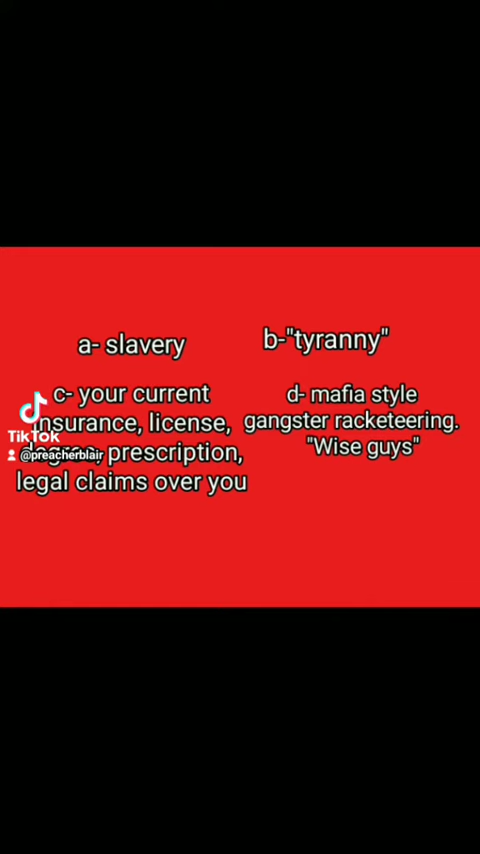 a- slavery
b-"tyranny"
c- your current
insurance, license,
prescription,
legal claims over you
d- mafia style
gangster racketeering.
"Wise guys"
TikTok
@preacherblair